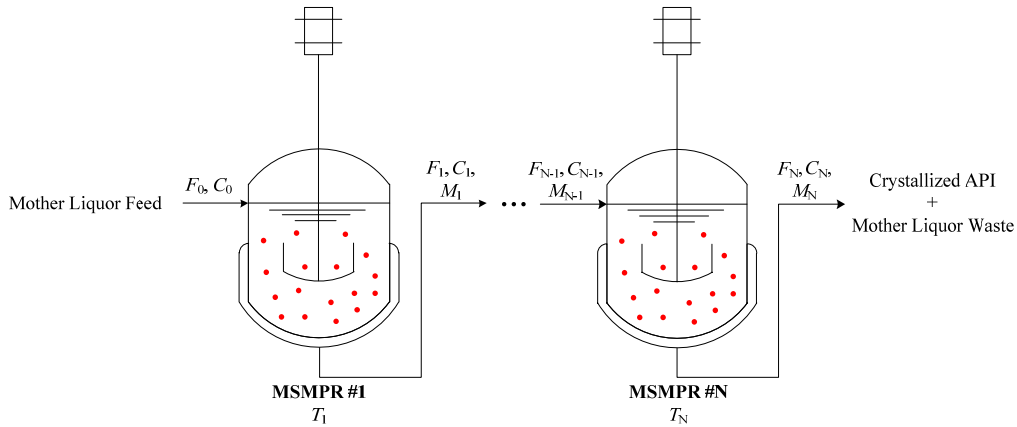 Mother Liquor Feed
F0, C0
F1, C1,
M1
...
FN-1, CN-1,
MN-1
FN, CN,
MN
Crystallized API
+
Mother Liquor Waste
MSMPR #1
T1
MSMPR #N
TN